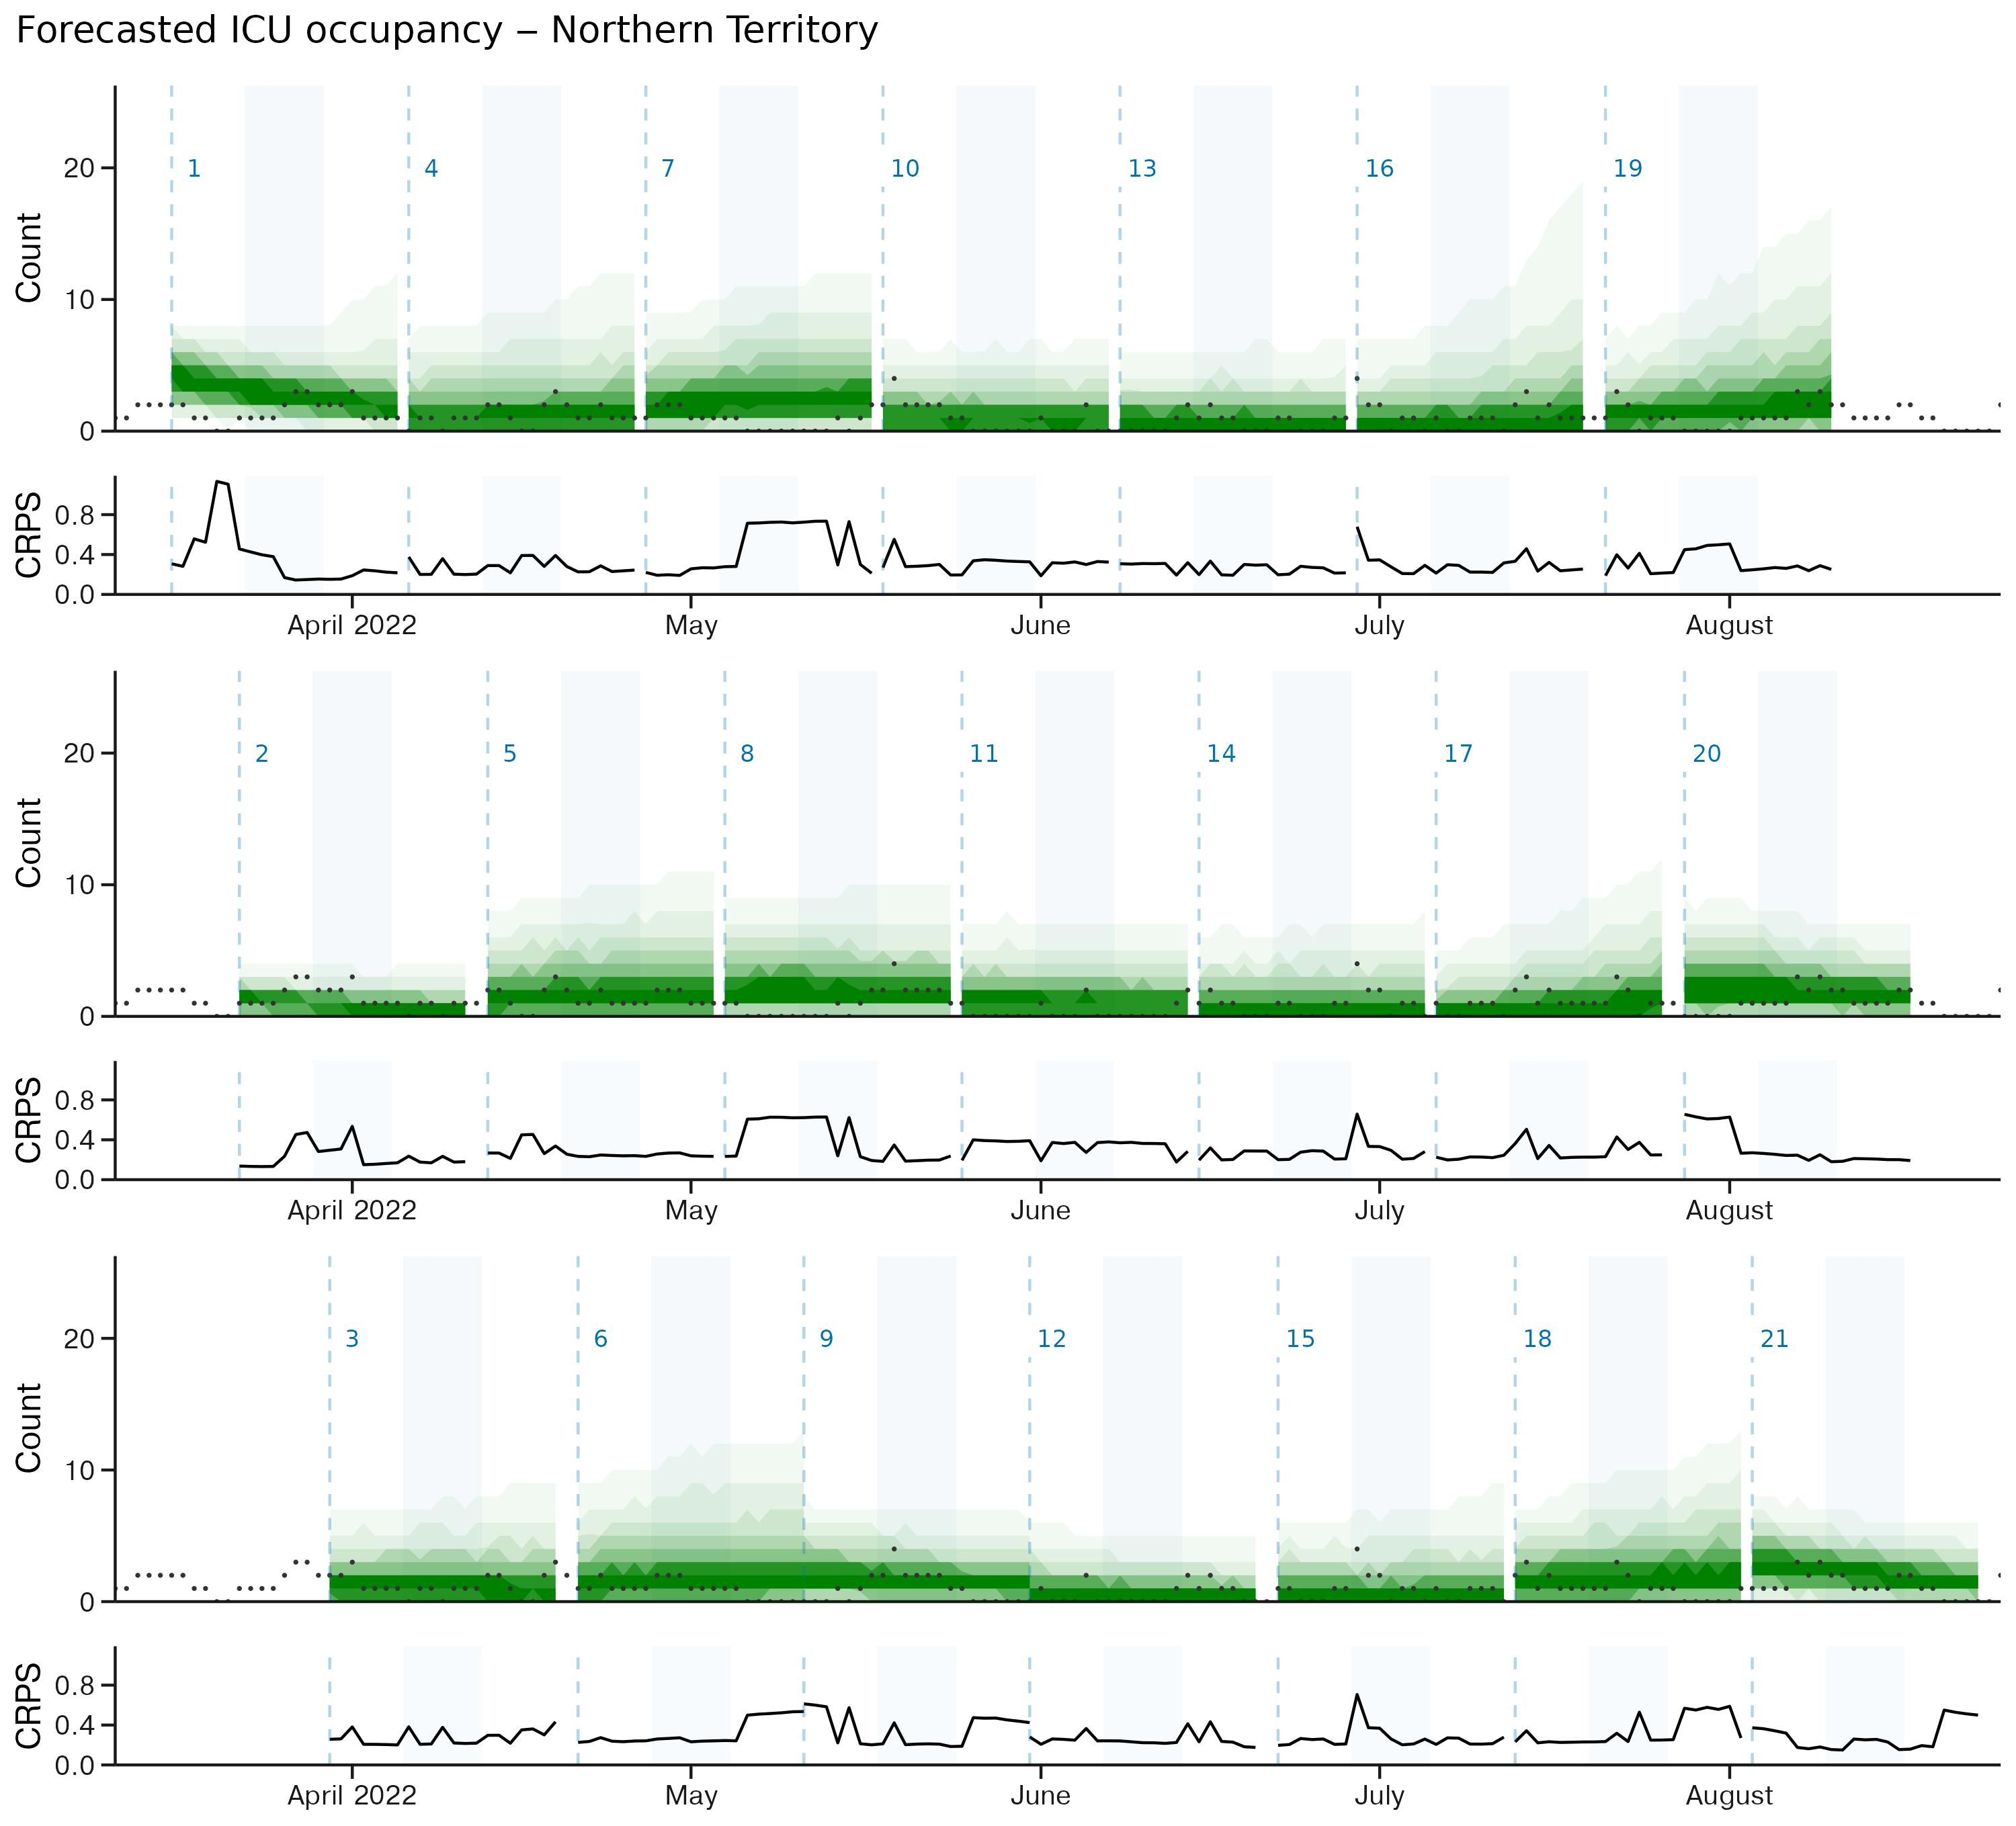 Forecasted ICU occupancy – Northern Territory
Count
20
10
0
1 4 7 10 13 16 19
CRPS
0.8
0.4
0.0
April 2022 May June July August
Count
20
10
0
2 5 8 11 14 17 20
CRPS
0.8
0.4
0.0
April 2022 May June July August
Count
20
10
0
3 6 9 12 15 18 21
CRPS
0.8
0.4
0.0
April 2022 May June July August